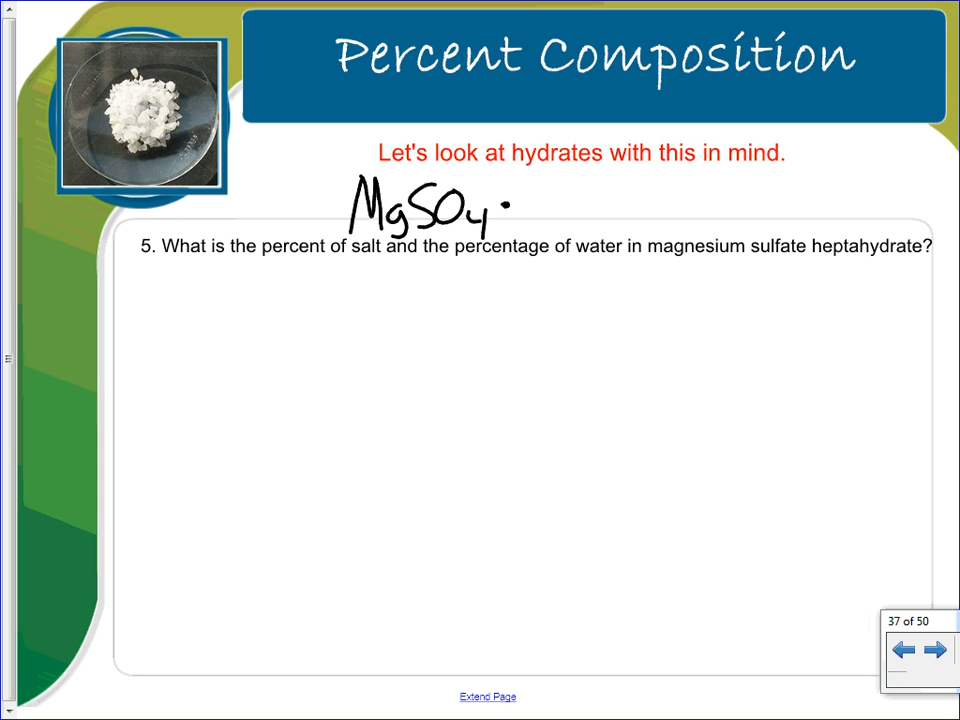 Percent Composition
Let's look at hydrates with this in mind.
MgSO4·
5. What is the percent of salt and the percentage of water in magnesium sulfate heptahydrate?
37 of 50
Extend Page